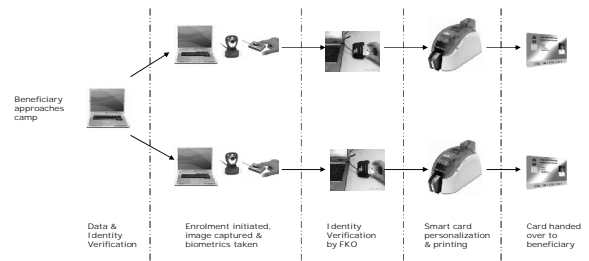 Beneficiary
approaches
camp
Data &
Identity
Verification
Enrolment initiated,
image captured &
biometrics taken
Identity
Verification
by FKO
Smart card
personalization
& printing
Card handed
over to
beneficiary